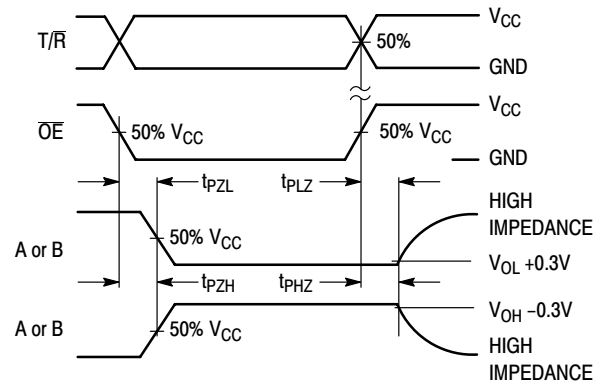 T/R̅
50%
V_CC
GND
O̅E̅
50% V_CC
50% V_CC
V_CC
GND
t_PZL
t_PLZ
HIGH
IMPEDANCE
A or B
50% V_CC
V_OL +0.3V
t_PZH
t_PHZ
V_OH −0.3V
A or B
50% V_CC
HIGH
IMPEDANCE